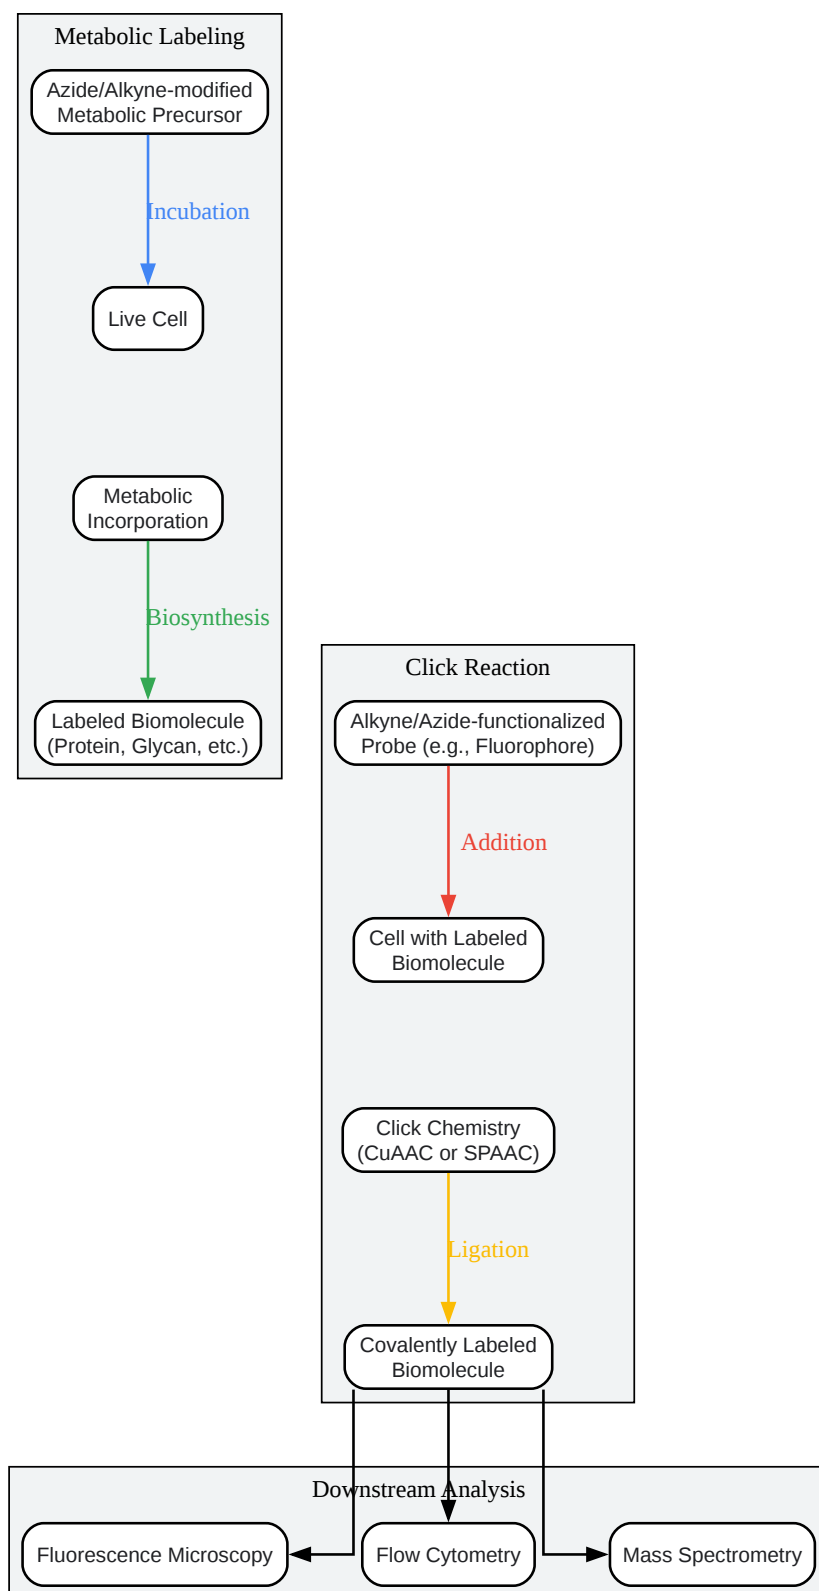 Metabolic Labeling
Azide/Alkyne-modified
Metabolic Precursor
Incubation
Live Cell
Metabolic
Incorporation
Biosynthesis
Labeled Biomolecule
(Protein, Glycan, etc.)
Click Reaction
Alkyne/Azide-functionalized
Probe (e.g., Fluorophore)
Addition
Cell with Labeled
Biomolecule
Click Chemistry
(CuAAC or SPAAC)
Ligation
Covalently Labeled
Biomolecule
Downstream Analysis
Fluorescence Microscopy
Flow Cytometry
Mass Spectrometry